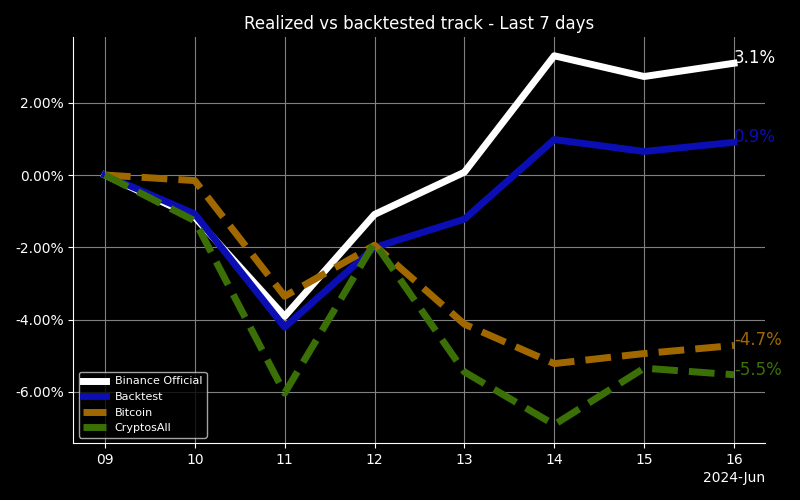 Realized vs backtested track - Last 7 days
3.1%
2.00%
0.9%
0.00%
-2.00%
-4.00%
-4.7%
-5.5%
-6.00%
Binance Official
Backtest
Bitcoin
CryptosAll
09 10 11 12 13 14 15 16
2024-Jun